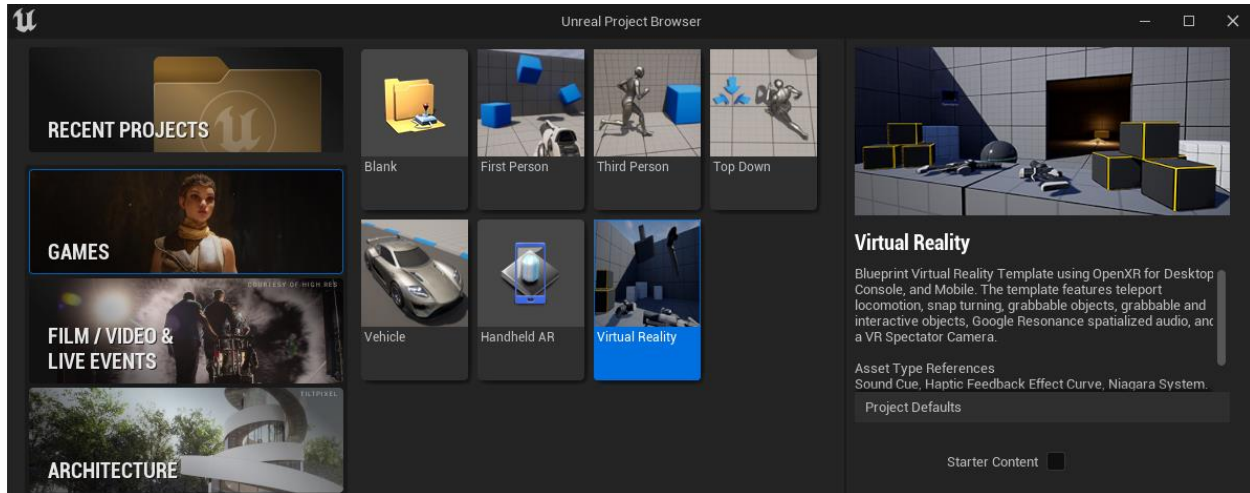 Unreal Project Browser
RECENT PROJECTS
GAMES
COURTESY OF HIGH RES
FILM / VIDEO &
LIVE EVENTS
TILTPIXEL
ARCHITECTURE
Blank
First Person
Third Person
Top Down
Vehicle
Handheld AR
Virtual Reality
Virtual Reality
Blueprint Virtual Reality Template using OpenXR for Desktop
Console, and Mobile. The template features teleport
locomotion, snap turning, grabbable objects, grabbable and
interactive objects, Google Resonance spatialized audio, and
a VR Spectator Camera.
Asset Type References
Sound Cue, Haptic Feedback Effect Curve, Niagara System.
Project Defaults
Starter Content